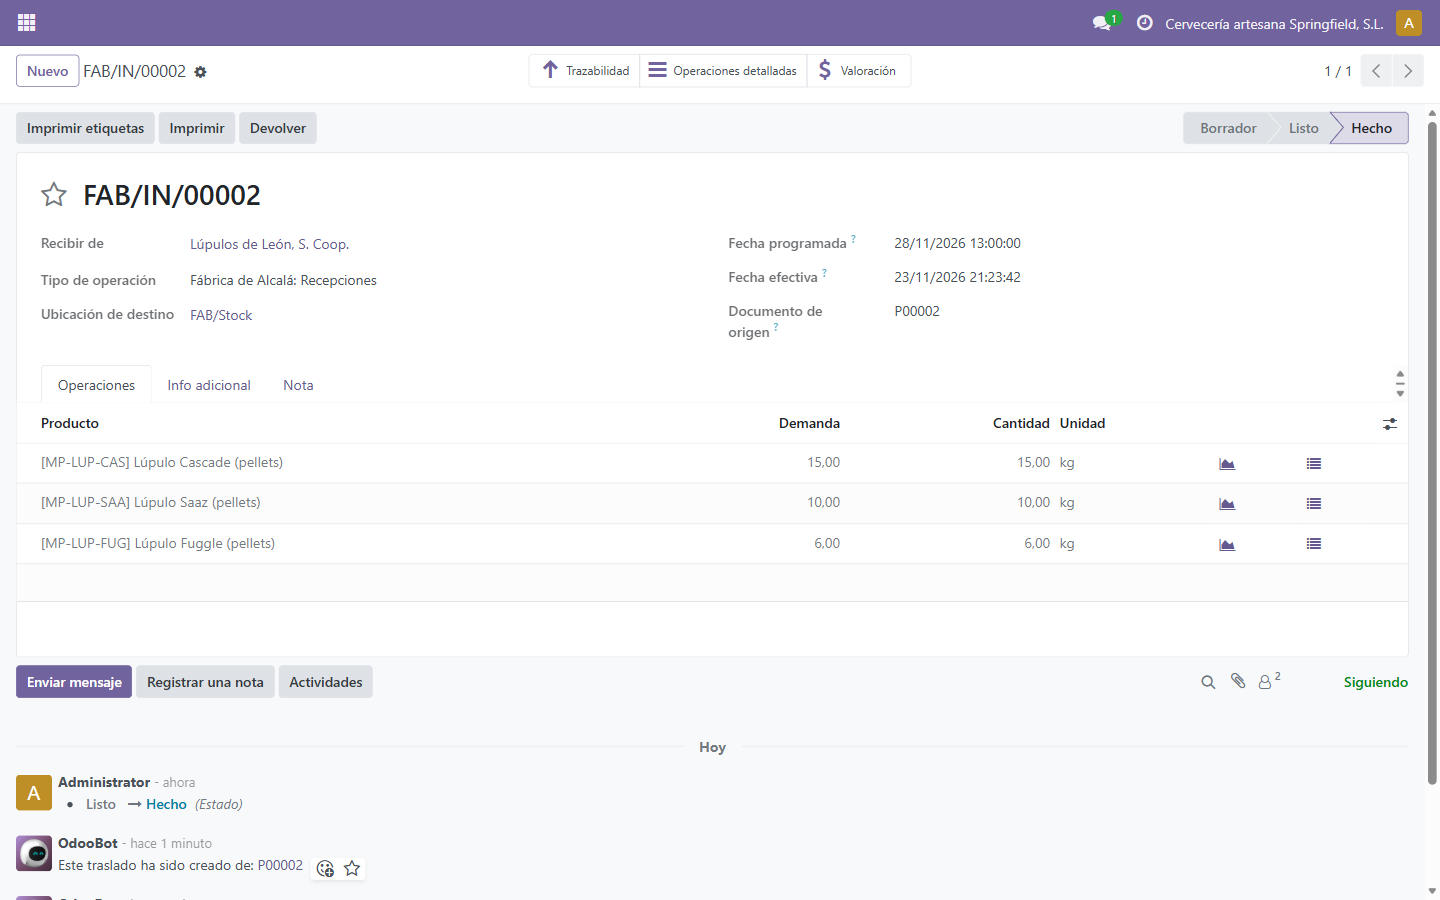 1
Cervecería artesana Springfield, S.L.
A
Nuevo
FAB/IN/00002
Trazabilidad
Operaciones detalladas
Valoración
1 / 1
Imprimir etiquetas
Imprimir
Devolver
Borrador
Listo
Hecho
FAB/IN/00002
Recibir de
Lúpulos de León, S. Coop.
Tipo de operación
Fábrica de Alcalá: Recepciones
Ubicación de destino
FAB/Stock
Fecha programada ?
28/11/2026 13:00:00
Fecha efectiva ?
23/11/2026 21:23:42
Documento de
origen ?
P00002
Operaciones
Info adicional
Nota
Producto Demanda Cantidad Unidad
[MP-LUP-CAS] Lúpulo Cascade (pellets) 15,00 15,00 kg
[MP-LUP-SAA] Lúpulo Saaz (pellets) 10,00 10,00 kg
[MP-LUP-FUG] Lúpulo Fuggle (pellets) 6,00 6,00 kg
Enviar mensaje
Registrar una nota
Actividades
2
Siguiendo
Hoy
A
Administrator - ahora
• Listo → Hecho (Estado)
OdooBot - hace 1 minuto
Este traslado ha sido creado de: P00002